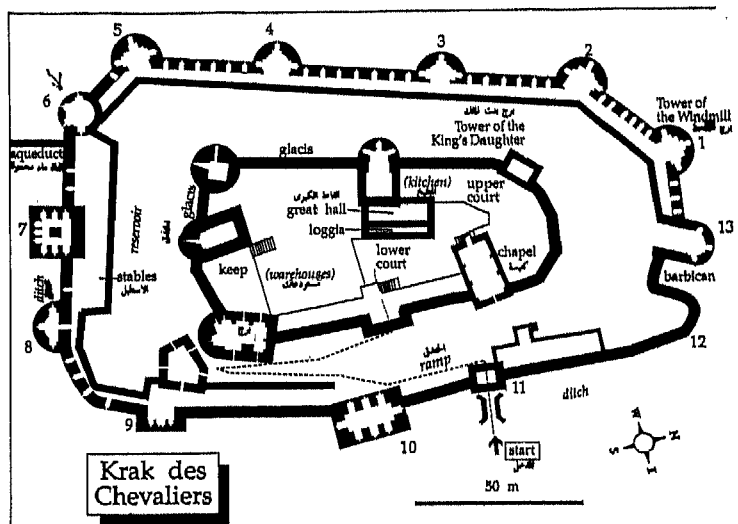 5
4
3
2
6
Tower of
the Windmill
1
aqueduct
Tower of the
King's Daughter
glacis
(kitchen)
upper
court
glacis
great hall
loggia
7
reservoir
13
lower
court
chapel
keep
(warehouses)
stables
barbican
ditch
8
12
ramp
11
ditch
9
10
start
W
N
S
Krak des
Chevaliers
50 m